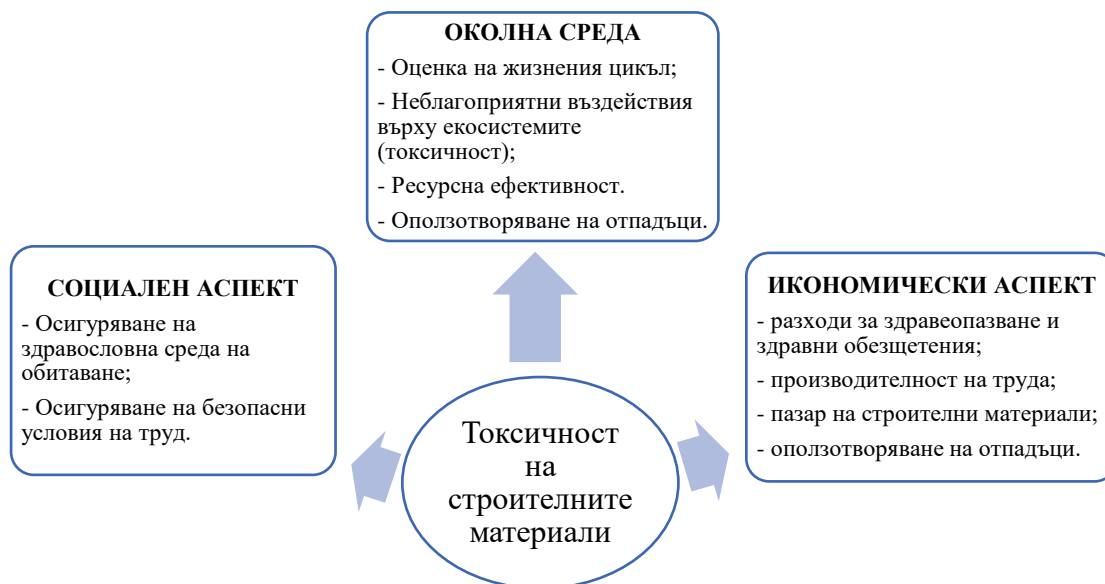 ОКОЛНА СРЕДА
- Оценка на жизнения цикъл;
- Неблагоприятни въздействия
върху екосистемите
(токсичност);
- Ресурсна ефективност.
- Оползотворяване на отпадъци.
СОЦИАЛЕН АСПЕКТ
- Осигуряване на
здравословна среда на
обитаване;
- Осигуряване на безопасни
условия на труд.
ИКОНОМИЧЕСКИ АСПЕКТ
- разходи за здравеопазване и
здравни обезщетения;
- производителност на труда;
- пазар на строителни материали;
- оползотворяване на отпадъци.
Токсичност
на
строителните
материали